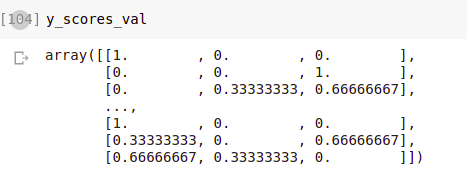 [104] y_scores_val
array([[1.        , 0.        , 0.        ],
       [0.        , 0.        , 1.        ],
       [0.        , 0.33333333, 0.66666667],
       ...,
       [1.        , 0.        , 0.        ],
       [0.33333333, 0.        , 0.66666667],
       [0.66666667, 0.33333333, 0.        ]])